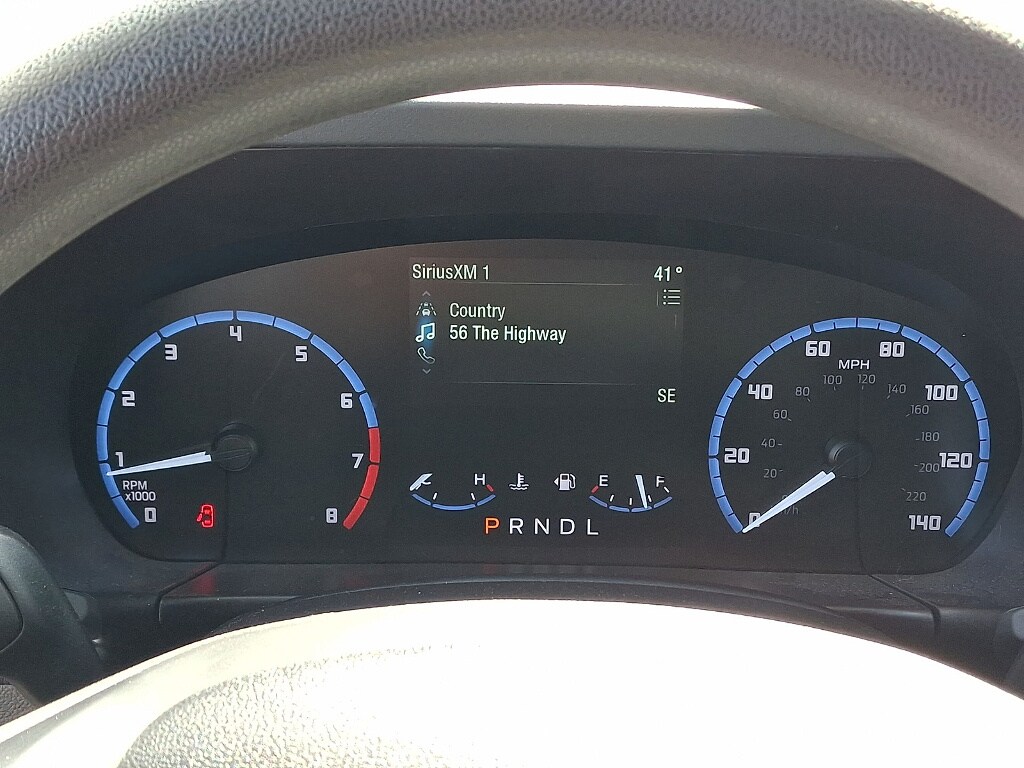 SiriusXM 1 41°
Country
56 The Highway
SE
0 1 2 3 4 5 6 7 8
RPM
x1000
H E F
P R N D L
0 20 40 60 80 100 120 140
MPH
20 40 60 80 100 120 140 160 180 200 220